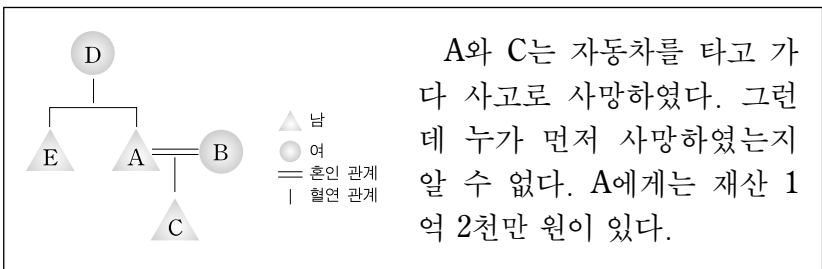 D
E
A
B
C
남
여
혼인 관계
혈연 관계
A와 C는 자동차를 타고 가
다 사고로 사망하였다. 그런
데 누가 먼저 사망하였는지
알 수 없다. A에게는 재산 1
억 2천만 원이 있다.